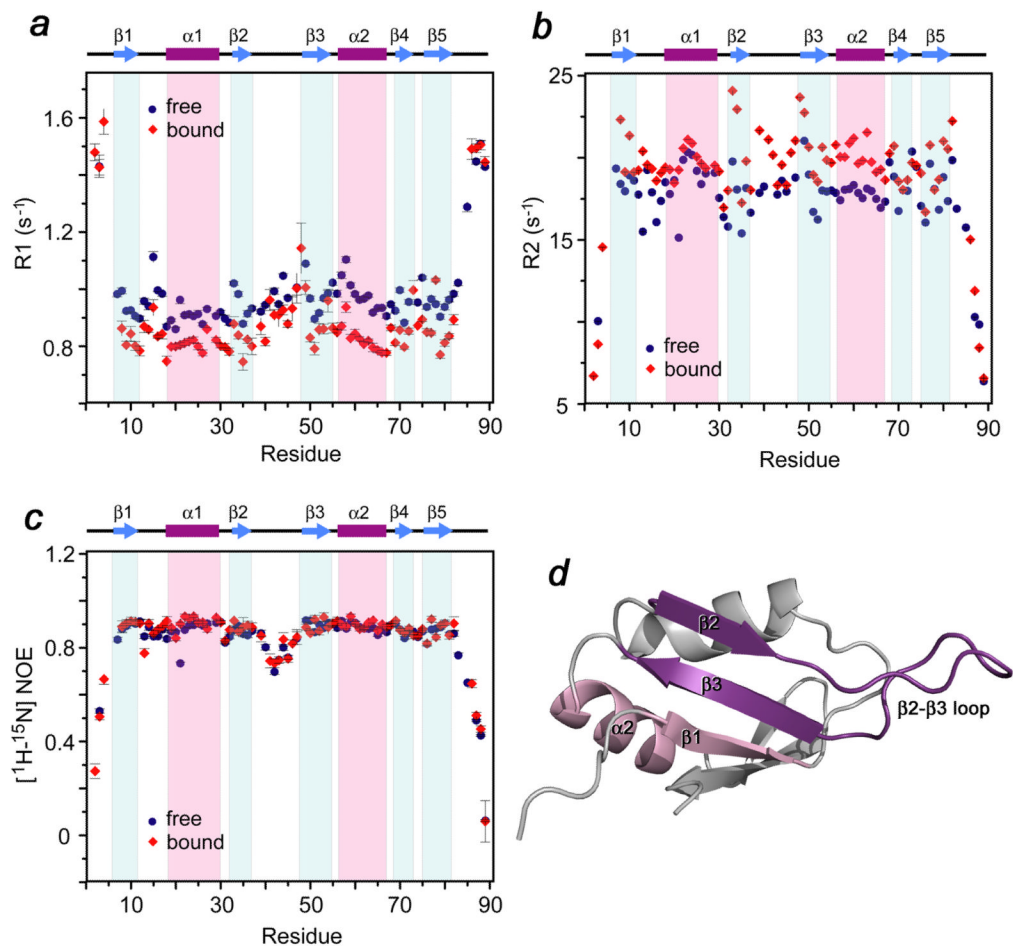 a
β1 α1 β2 β3 α2 β4 β5
R1 (s⁻¹)
1.6
1.2
0.8
free
bound
10 30 50 70 90
Residue
b
β1 α1 β2 β3 α2 β4 β5
R2 (s⁻¹)
25
15
5
free
bound
10 30 50 70 90
Residue
c
β1 α1 β2 β3 α2 β4 β5
[¹H-¹⁵N] NOE
1.2
0.8
0.4
0
free
bound
10 30 50 70 90
Residue
d
β2
β3
β2-β3 loop
α2 β1